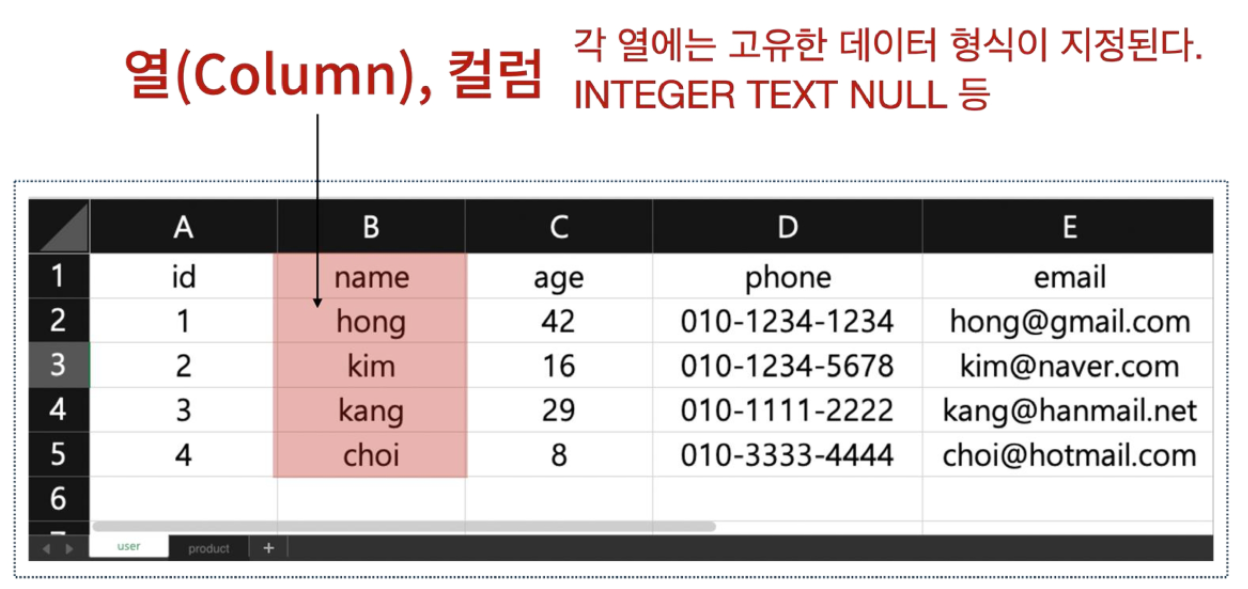 열(Column), 컬럼
각 열에는 고유한 데이터 형식이 지정된다.
INTEGER TEXT NULL 등
A B C D E
1 id name age phone email
2 1 hong 42 010-1234-1234 hong@gmail.com
3 2 kim 16 010-1234-5678 kim@naver.com
4 3 kang 29 010-1111-2222 kang@hanmail.net
5 4 choi 8 010-3333-4444 choi@hotmail.com
6
user product +